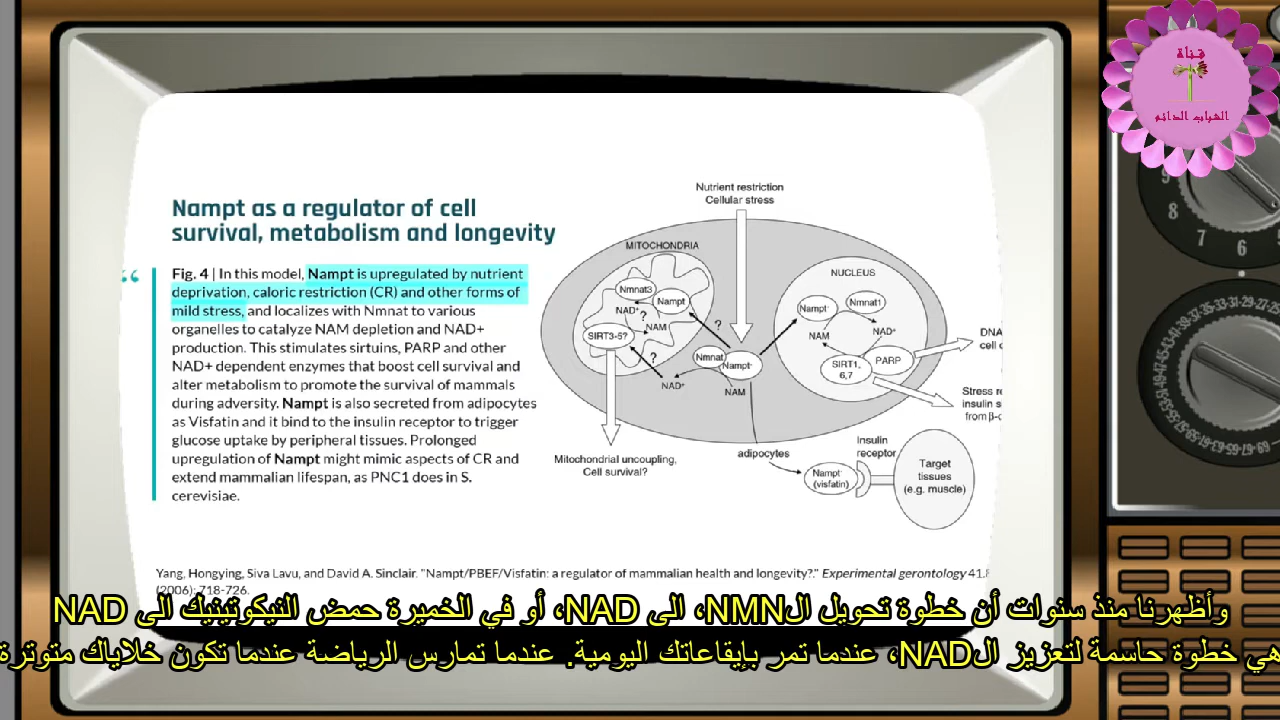 قناة
الشباب الدائم
Nampt as a regulator of cell
survival, metabolism and longevity
“
Fig. 4 | In this model, Nampt is upregulated by nutrient
deprivation, caloric restriction (CR) and other forms of
mild stress, and localizes with Nmnat to various
organelles to catalyze NAM depletion and NAD+
production. This stimulates sirtuins, PARP and other
NAD+ dependent enzymes that boost cell survival and
alter metabolism to promote the survival of mammals
during adversity. Nampt is also secreted from adipocytes
as Visfatin and it bind to the insulin receptor to trigger
glucose uptake by peripheral tissues. Prolonged
upregulation of Nampt might mimic aspects of CR and
extend mammalian lifespan, as PNC1 does in S.
cerevisiae.
Nutrient restriction
Cellular stress
MITOCHONDRIA
Nmnat3
Nampt
NAD⁺
?
NAM
SIRT3-5?
?
?
Nmnat
Nampt
NAD⁺
NAM
NUCLEUS
Nampt
Nmnat1
NAM
NAD⁺
SIRT1,
6,7
PARP
DNA
cell c
Stress re
insulin s
from β-c
Mitochondrial uncoupling,
Cell survival?
adipocytes
Nampt
(visfatin)
Insulin
receptor
Target
tissues
(e.g. muscle)
Yang, Hongying, Siva Lavu, and David A. Sinclair. "Nampt/PBEF/Visfatin: a regulator of mammalian health and longevity?." Experimental gerontology 41.8
(2006): 718-726.
وأظهرنا منذ سنوات أن خطوة تحويل الNMN، الى NAD، أو في الخميرة حمض النيكوتينيك الى NAD
هي خطوة حاسمة لتعزيز الNAD، عندما تمر بإيقاعاتك اليومية. عندما تمارس الرياضة عندما تكون خلاياك متوترة
8
7
6